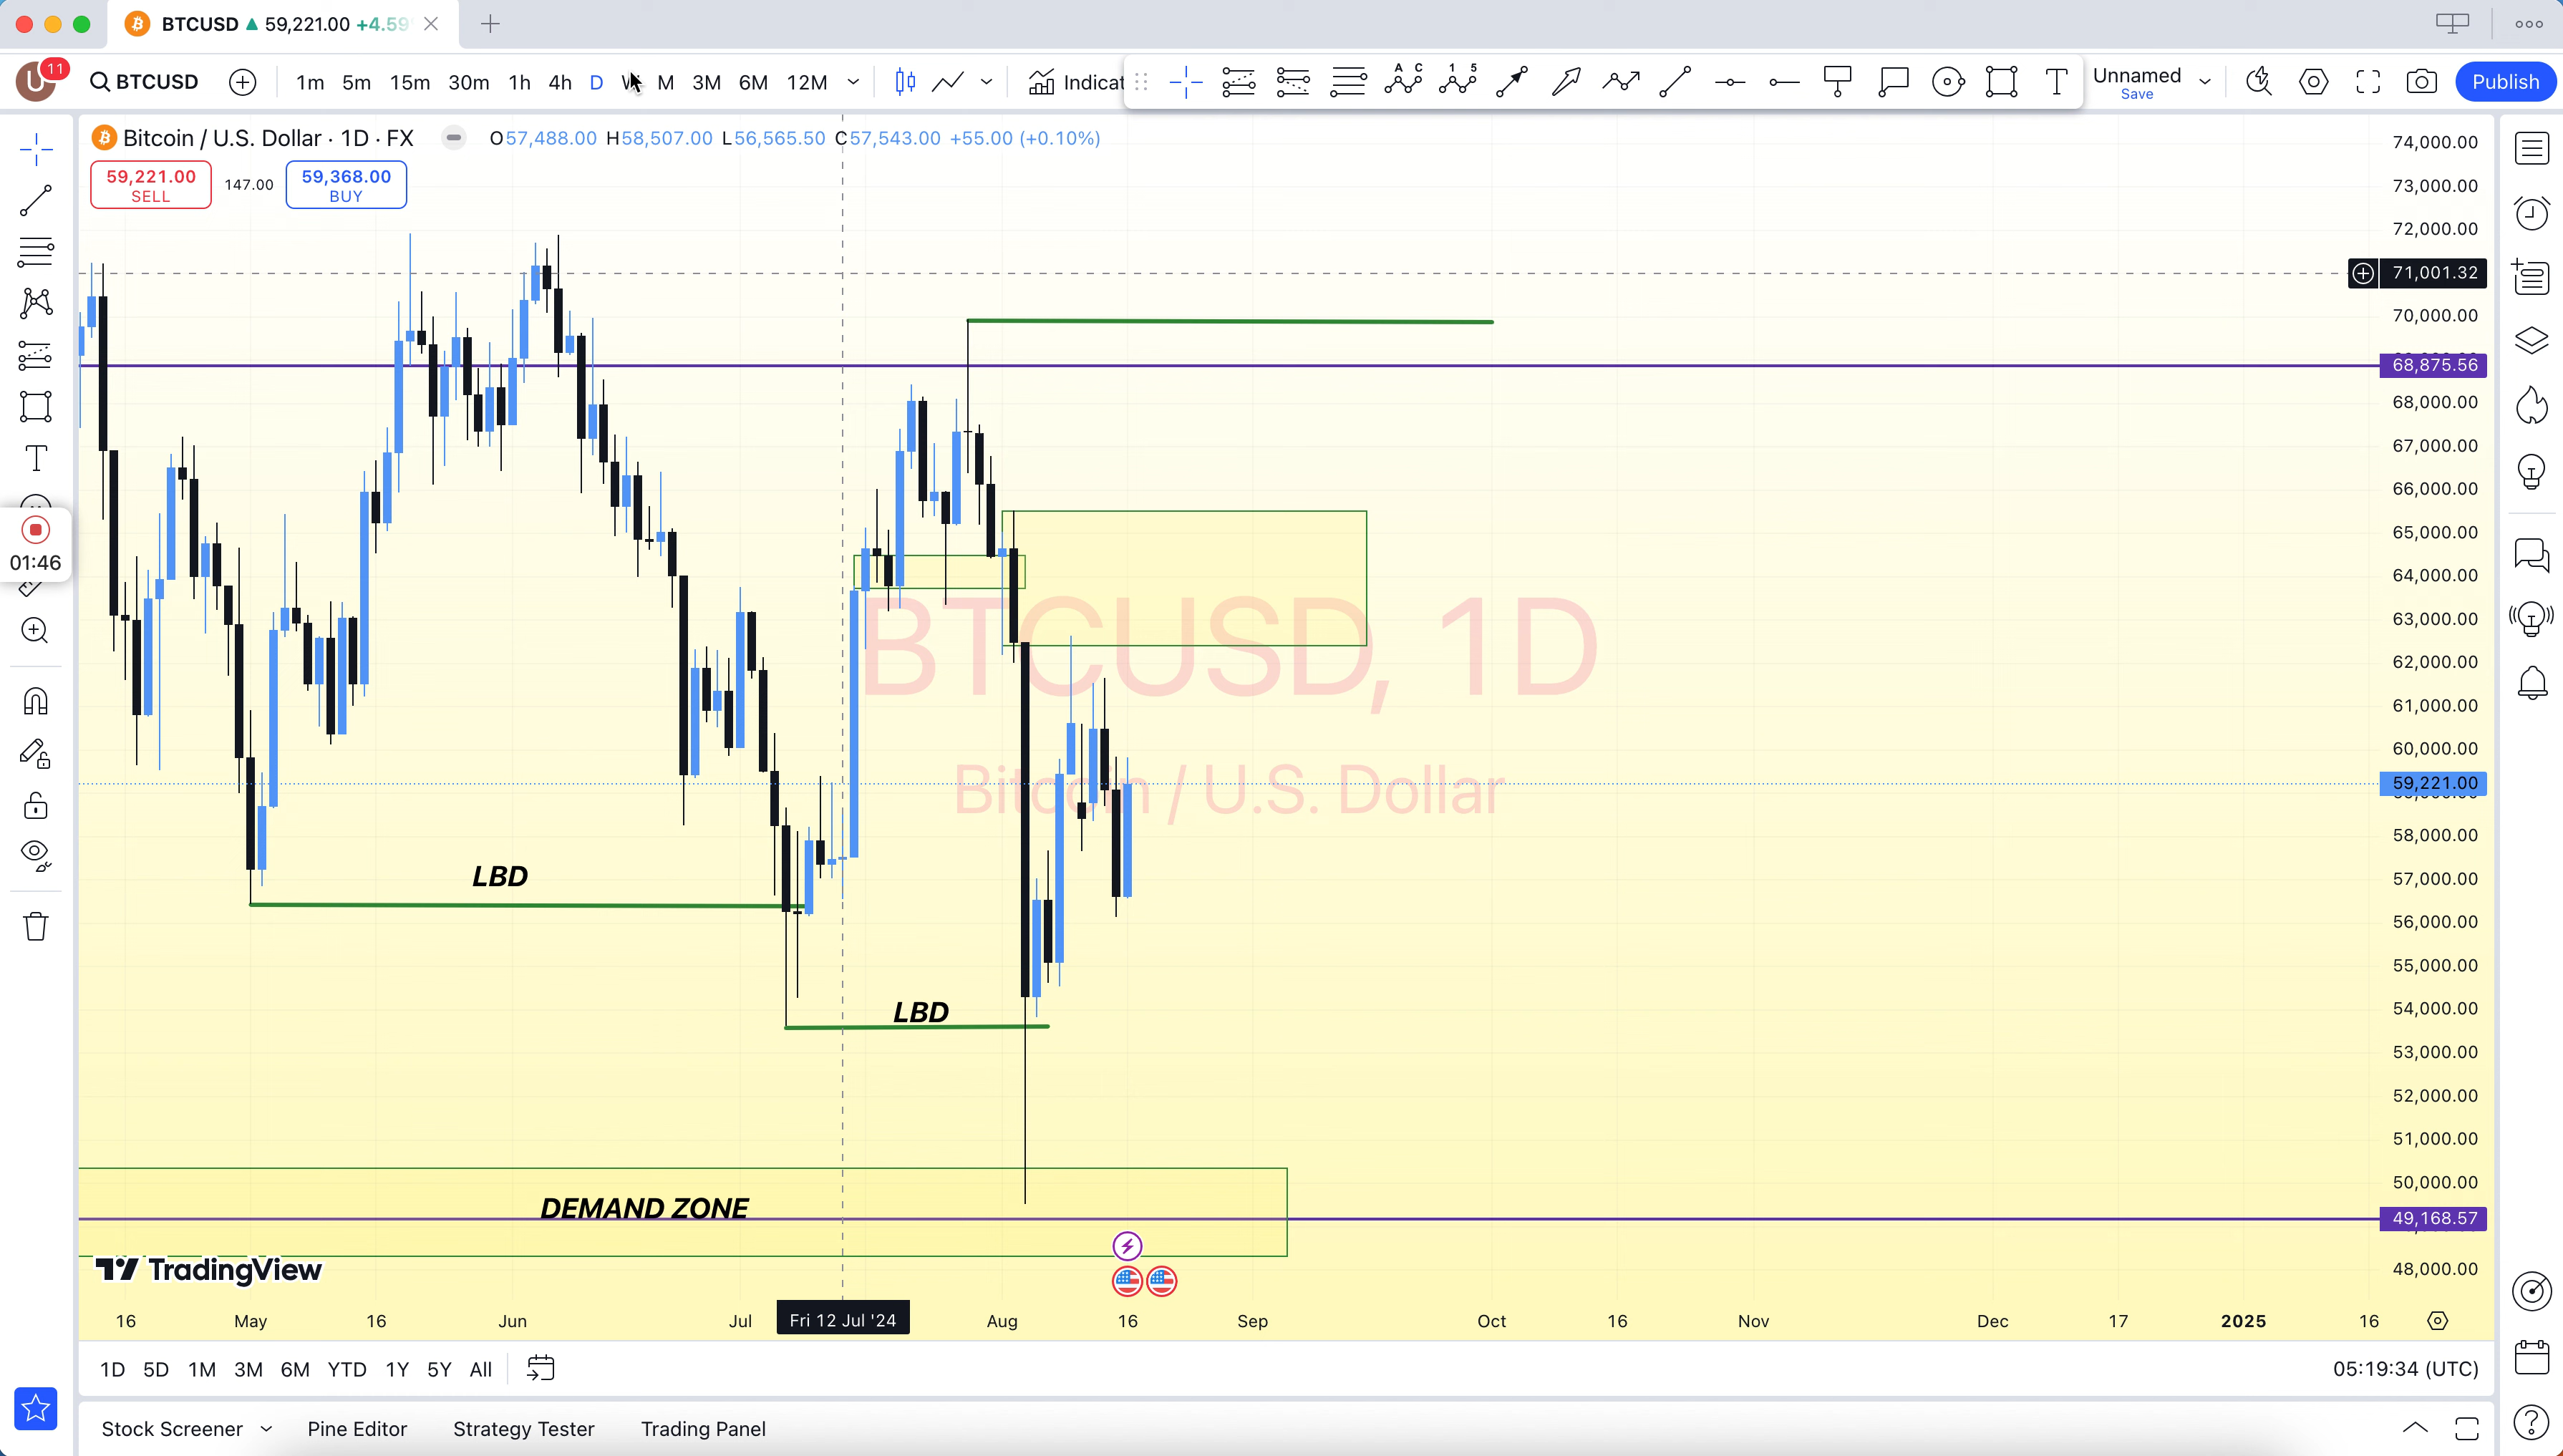 BTCUSD ▲ 59,221.00 +4.59
U 11 BTCUSD 1m 5m 15m 30m 1h 4h D W M 3M 6M 12M Indicat A C 1 5 T Unnamed Save Publish
Bitcoin / U.S. Dollar · 1D · FX O57,488.00 H58,507.00 L56,565.50 C57,543.00 +55.00 (+0.10%)
59,221.00 SELL 147.00 59,368.00 BUY
74,000.00
73,000.00
72,000.00
71,001.32
70,000.00
68,875.56
68,000.00
67,000.00
66,000.00
65,000.00
64,000.00
63,000.00
62,000.00
61,000.00
60,000.00
59,221.00
58,000.00
57,000.00
56,000.00
55,000.00
54,000.00
53,000.00
52,000.00
51,000.00
50,000.00
49,168.57
48,000.00
01:46
BTCUSD, 1D
Bitcoin / U.S. Dollar
LBD
LBD
DEMAND ZONE
TradingView
16 May 16 Jun Jul Fri 12 Jul '24 Aug 16 Sep Oct 16 Nov Dec 17 2025 16
1D 5D 1M 3M 6M YTD 1Y 5Y All 05:19:34 (UTC)
Stock Screener Pine Editor Strategy Tester Trading Panel